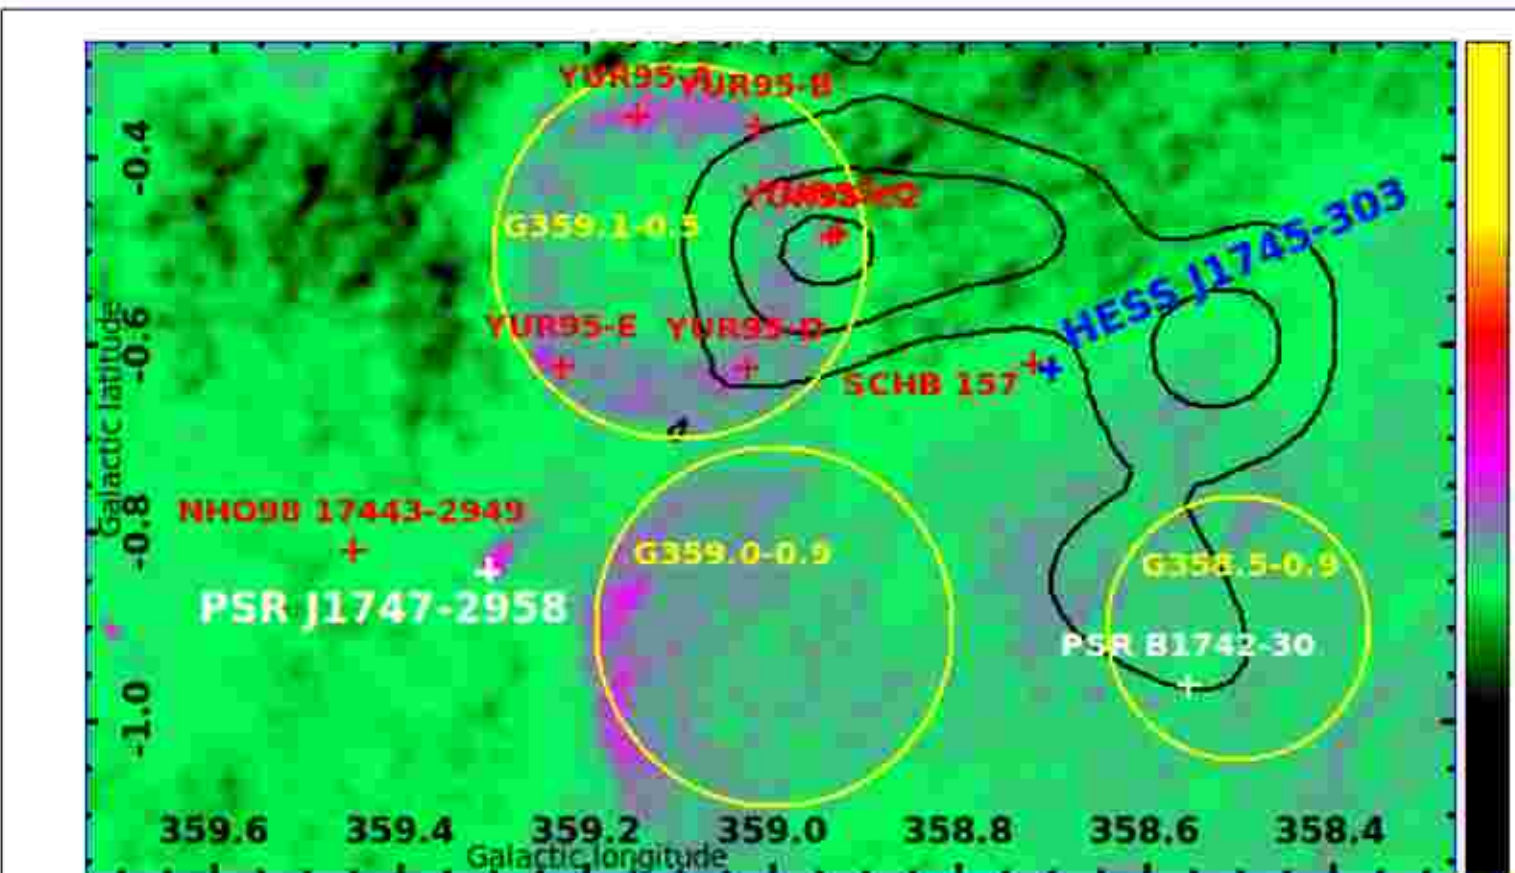 YUR95-A YUR95-B
-0.4
G359.1-0.5
HESS J1745-303
YUR95-E YUR95-D
-0.6
Galactic latitude
SCHB 157
NHO98 17443-2949
-0.8
G359.0-0.9
G358.5-0.9
PSR J1747-2958
PSR B1742-30
-1.0
359.6 359.4 359.2 359.0 358.8 358.6 358.4
Galactic longitude